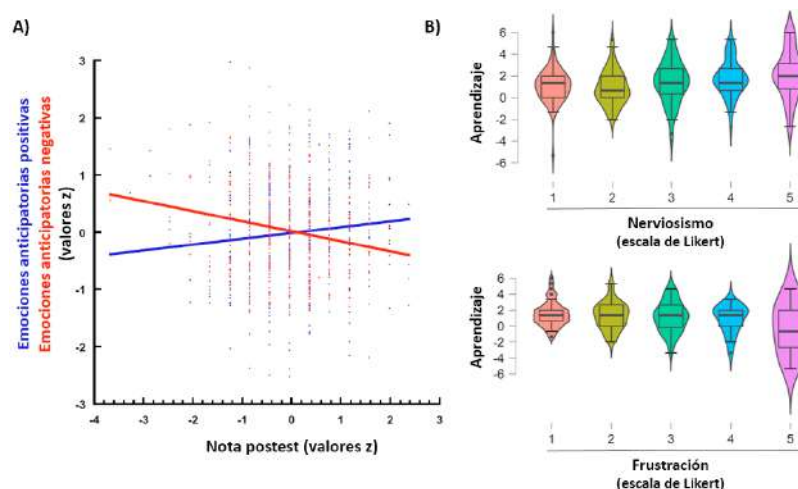 A)
Emociones anticipatorias positivas
Emociones anticipatorias negativas
(valores z)
3
2
1
0
-1
-2
-3
-4 -3 -2 -1 0 1 2 3
Nota postest (valores z)
B)
Aprendizaje
6
4
2
0
-2
-4
-6
1 2 3 4 5
Nerviosismo
(escala de Likert)
Aprendizaje
6
4
2
0
-2
-4
-6
1 2 3 4 5
Frustración
(escala de Likert)